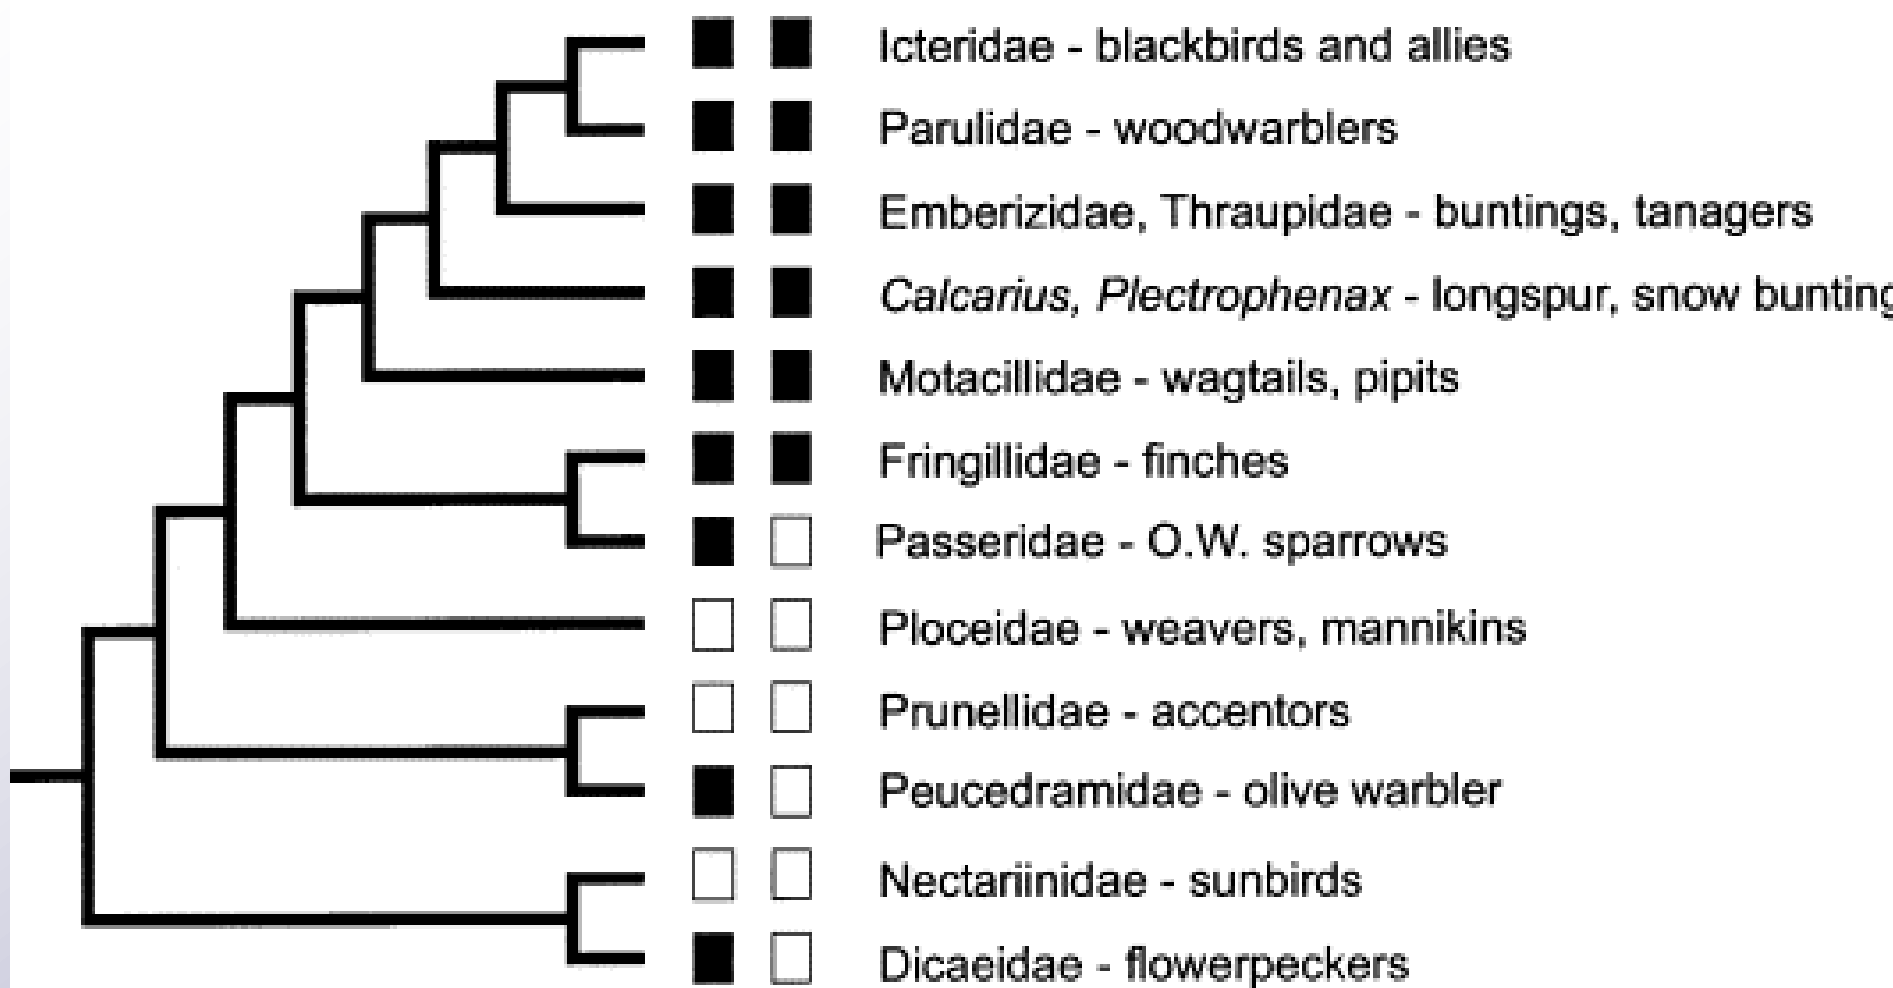 Icteridae - blackbirds and allies
Parulidae - woodwarblers
Emberizidae, Thraupidae - buntings, tanagers
Calcarius, Plectrophenax - longspur, snow bunting
Motacillidae - wagtails, pipits
Fringillidae - finches
Passeridae - O.W. sparrows
Ploceidae - weavers, mannikins
Prunellidae - accentors
Peucedramidae - olive warbler
Nectariinidae - sunbirds
Dicaeidae - flowerpeckers